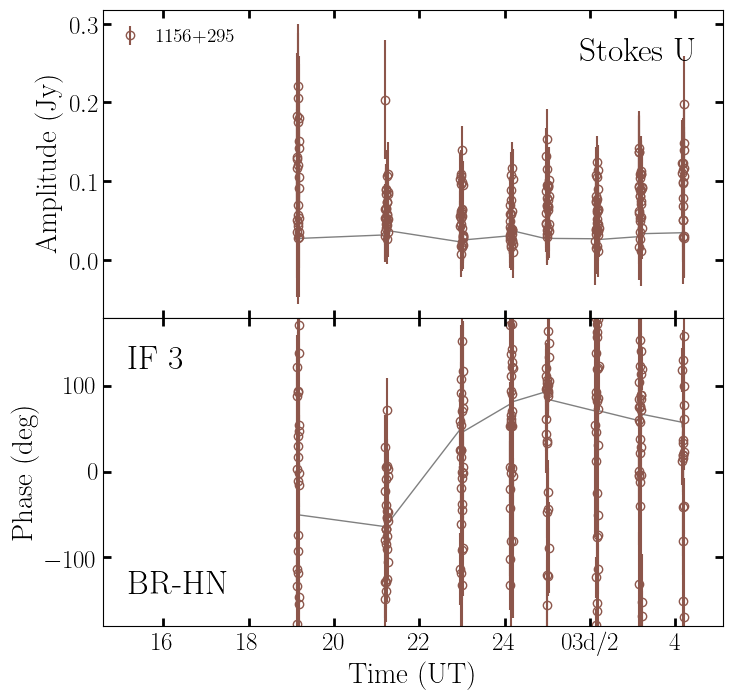 0.3
1156+295
Stokes U
0.2
Amplitude (Jy)
0.1
0.0
IF 3
100
Phase (deg)
0
−100
BR-HN
16 18 20 22 24 03d/2 4
Time (UT)